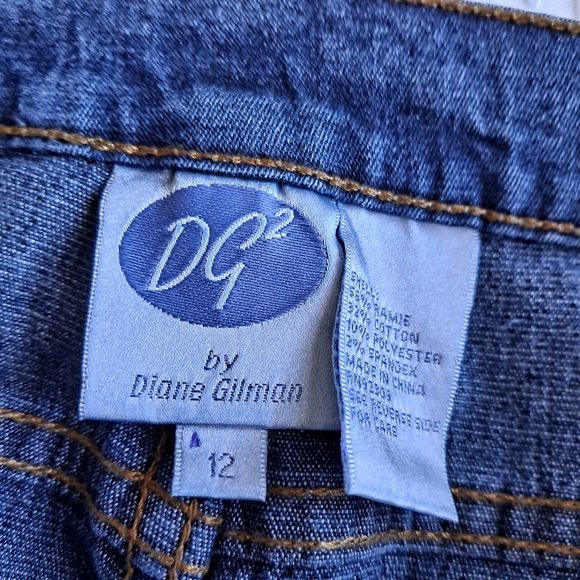 DG2
by
Diane Gilman
12
SHELL:
RAMIE
COTTON
10% POLYESTER
2% SPANDEX
MADE IN CHINA
SEE REVERSE SIDE
FOR CARE